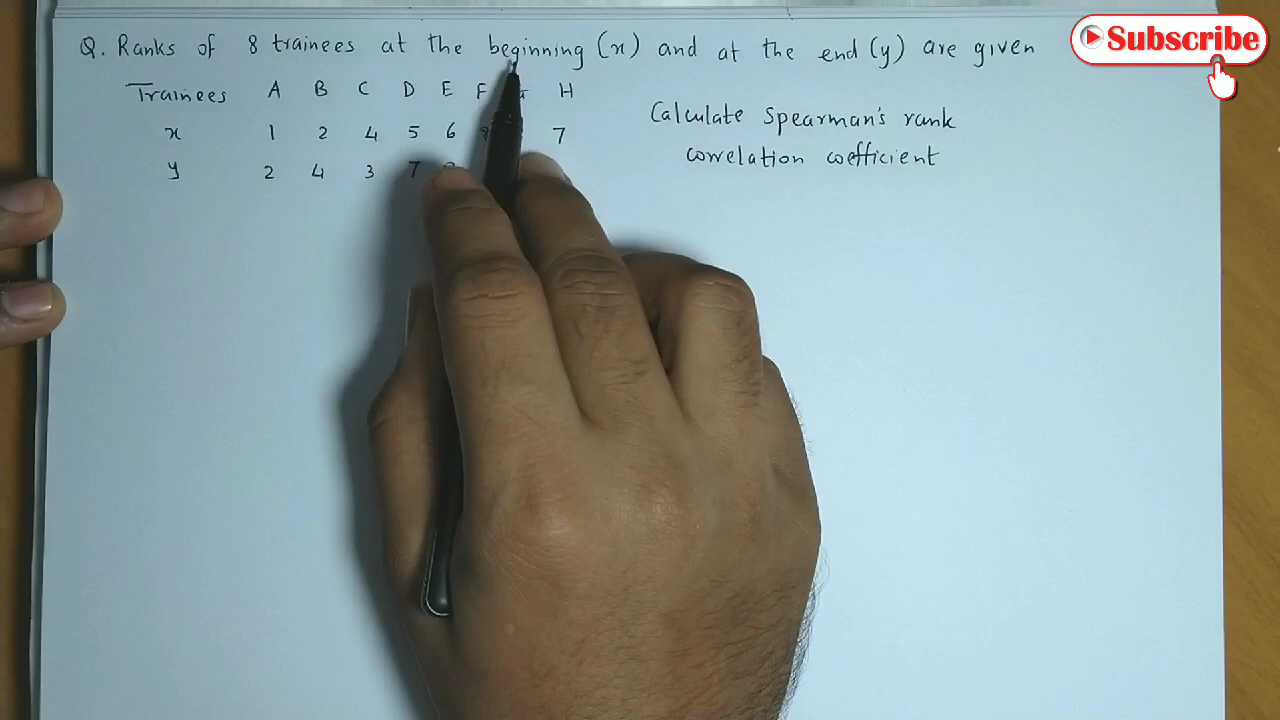 Q. Ranks of 8 trainees at the beginning (x) and at the end (y) are given
Trainees A B C D E F H
x 1 2 4 5 6 7
y 2 4 3 7
Calculate Spearman's rank
correlation coefficient
Subscribe